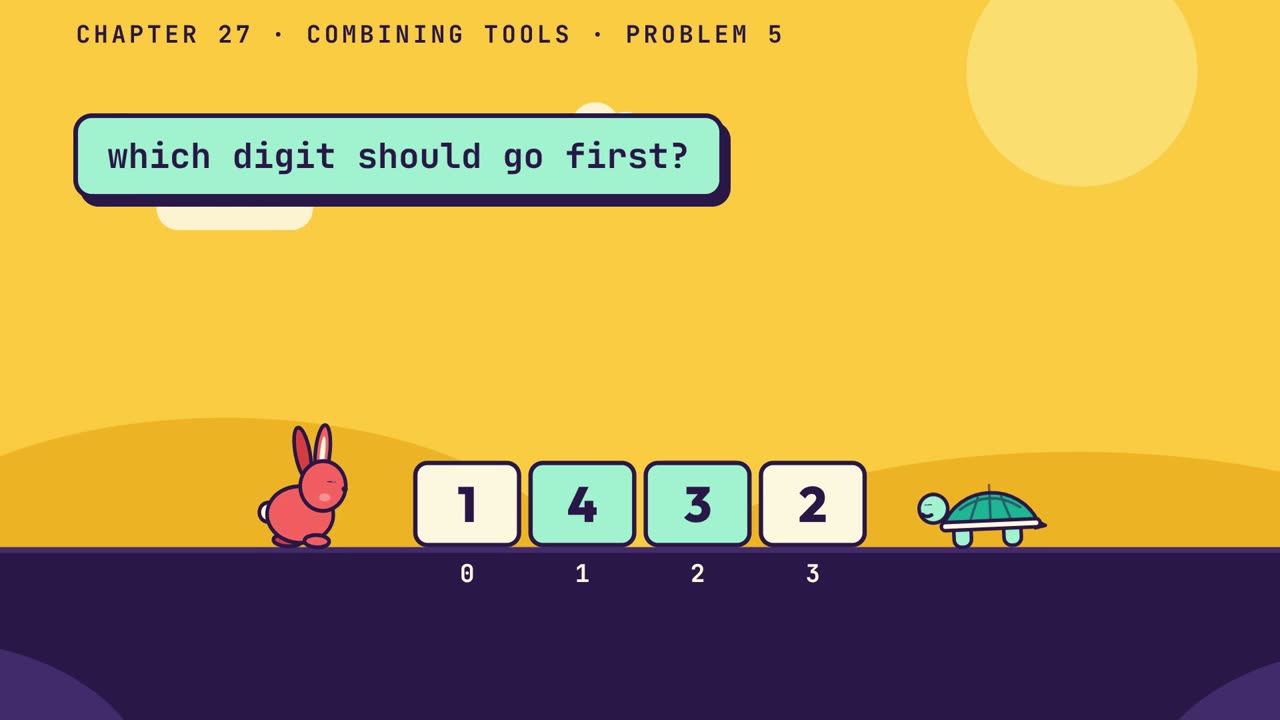 CHAPTER 27 · COMBINING TOOLS · PROBLEM 5
which digit should go first?
1 4 3 2
0 1 2 3